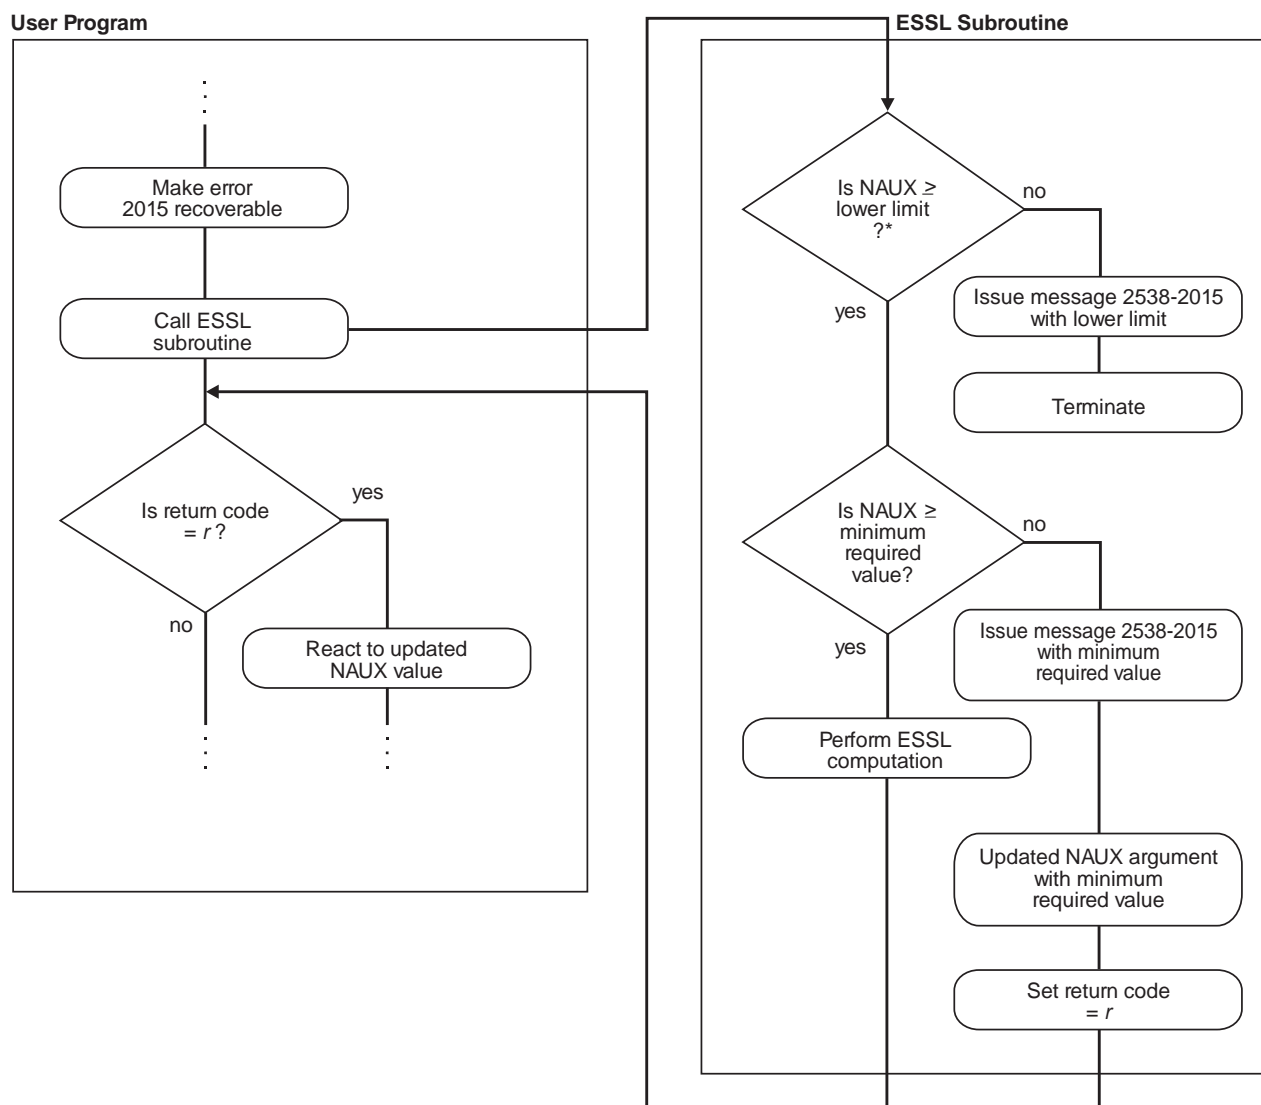 User Program
Make error
2015 recoverable
Call ESSL
subroutine
Is return code
= r ?
yes
no
React to updated
NAUX value
ESSL Subroutine
Is NAUX ≥
lower limit
?*
no
yes
Issue message 2538-2015
with lower limit
Terminate
Is NAUX ≥
minimum
required
value?
no
yes
Issue message 2538-2015
with minimum
required value
Perform ESSL
computation
Updated NAUX argument
with minimum
required value
Set return code
= r